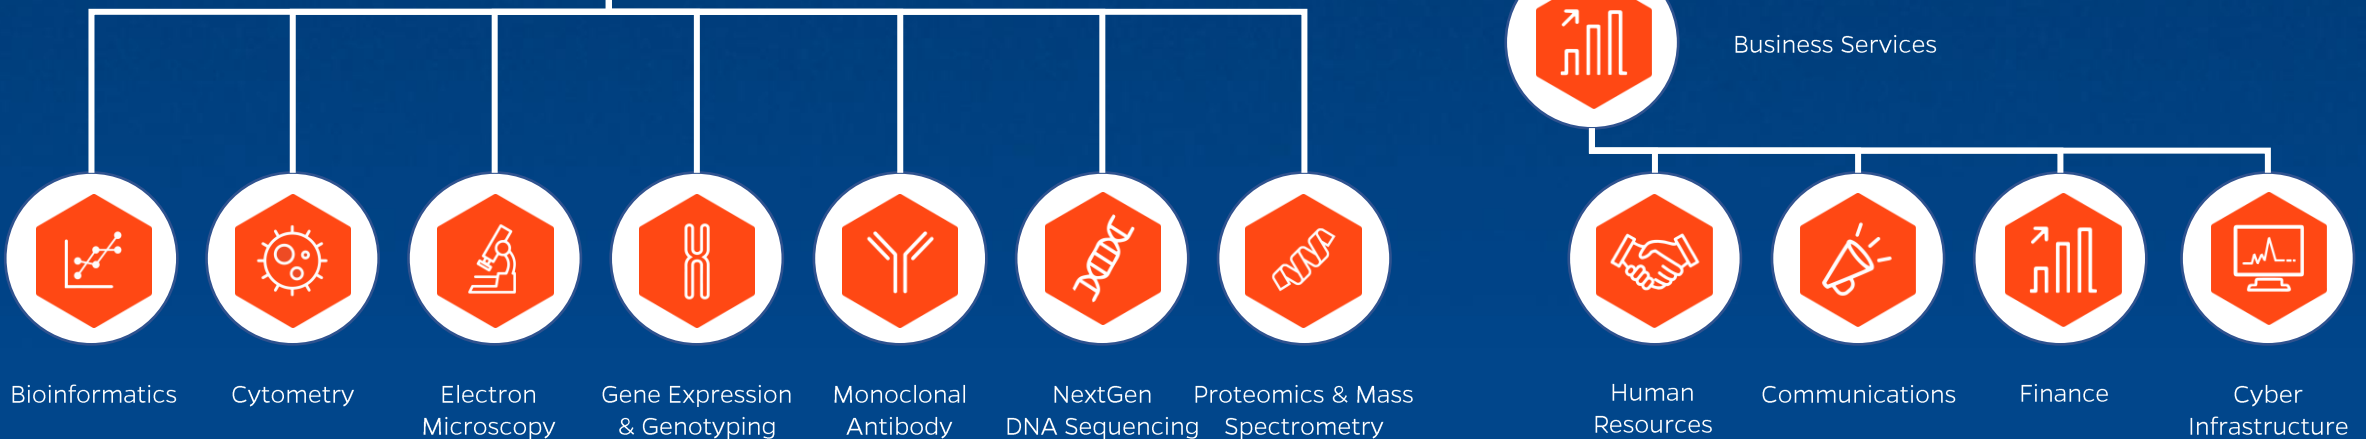 Business Services
Bioinformatics
Cytometry
Electron
Microscopy
Gene Expression
& Genotyping
Monoclonal
Antibody
NextGen
DNA Sequencing
Proteomics & Mass
Spectrometry
Human
Resources
Communications
Finance
Cyber
Infrastructure